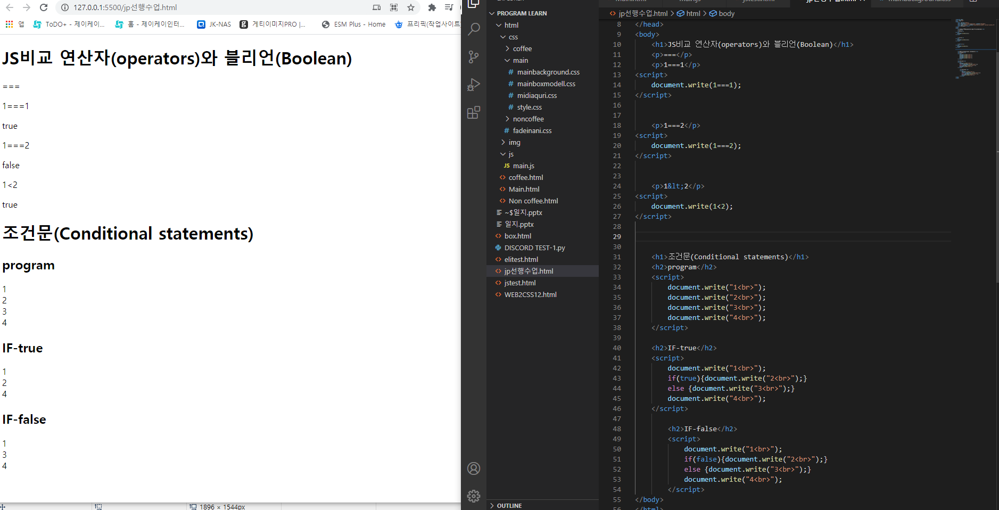 127.0.0.1:5500/jp선행수업.html
앱
ToDO+ - 제이케이...
홈 - 제이케이인터...
JK-NAS
게티이미지PRO |...
ESM Plus - Home
프리픽(작업사이트)
JS비교 연산자(operators)와 블리언(Boolean)
===
1===1
true
1===2
false
1<2
true
조건문(Conditional statements)
program
1
2
3
4
IF-true
1
2
4
IF-false
1
3
4
1896 × 1544px
PROGRAM LEARN
html
css
coffee
main
# mainbackground.css
# mainboxmodell.css
# midiaquri.css
# style.css
noncoffee
# fadeinani.css
img
js
JS main.js
<> coffee.html
<> Main.html
<> Non coffee.html
~$일지.pptx
일지.pptx
<> box.html
DISCORD TEST-1.py
<> elitest.html
<> jp선행수업.html
<> jstest.html
<> WEB2CSS12.html
OUTLINE
<> jp선행수업.html > html > body
8 </head>
9 <body>
10 <h1>JS비교 연산자(operators)와 블리언(Boolean)</h1>
11 <p>===</p>
12 <p>1===1</p>
13 <script>
14 document.write(1===1);
15 </script>
16
17
18 <p>1===2</p>
19 <script>
20 document.write(1===2);
21 </script>
22
23
24 <p>1&lt;2</p>
25 <script>
26 document.write(1<2);
27 </script>
28
29
30
31 <h1>조건문(Conditional statements)</h1>
32 <h2>program</h2>
33 <script>
34 document.write("1<br>");
35 document.write("2<br>");
36 document.write("3<br>");
37 document.write("4<br>");
38 </script>
39
40 <h2>IF-true</h2>
41 <script>
42 document.write("1<br>");
43 if(true){document.write("2<br>");}
44 else {document.write("3<br>");}
45 document.write("4<br>");
46 </script>
47
48 <h2>IF-false</h2>
49 <script>
50 document.write("1<br>");
51 if(false){document.write("2<br>");}
52 else {document.write("3<br>");}
53 document.write("4<br>");
54 </script>
55 </body>
56 </html>